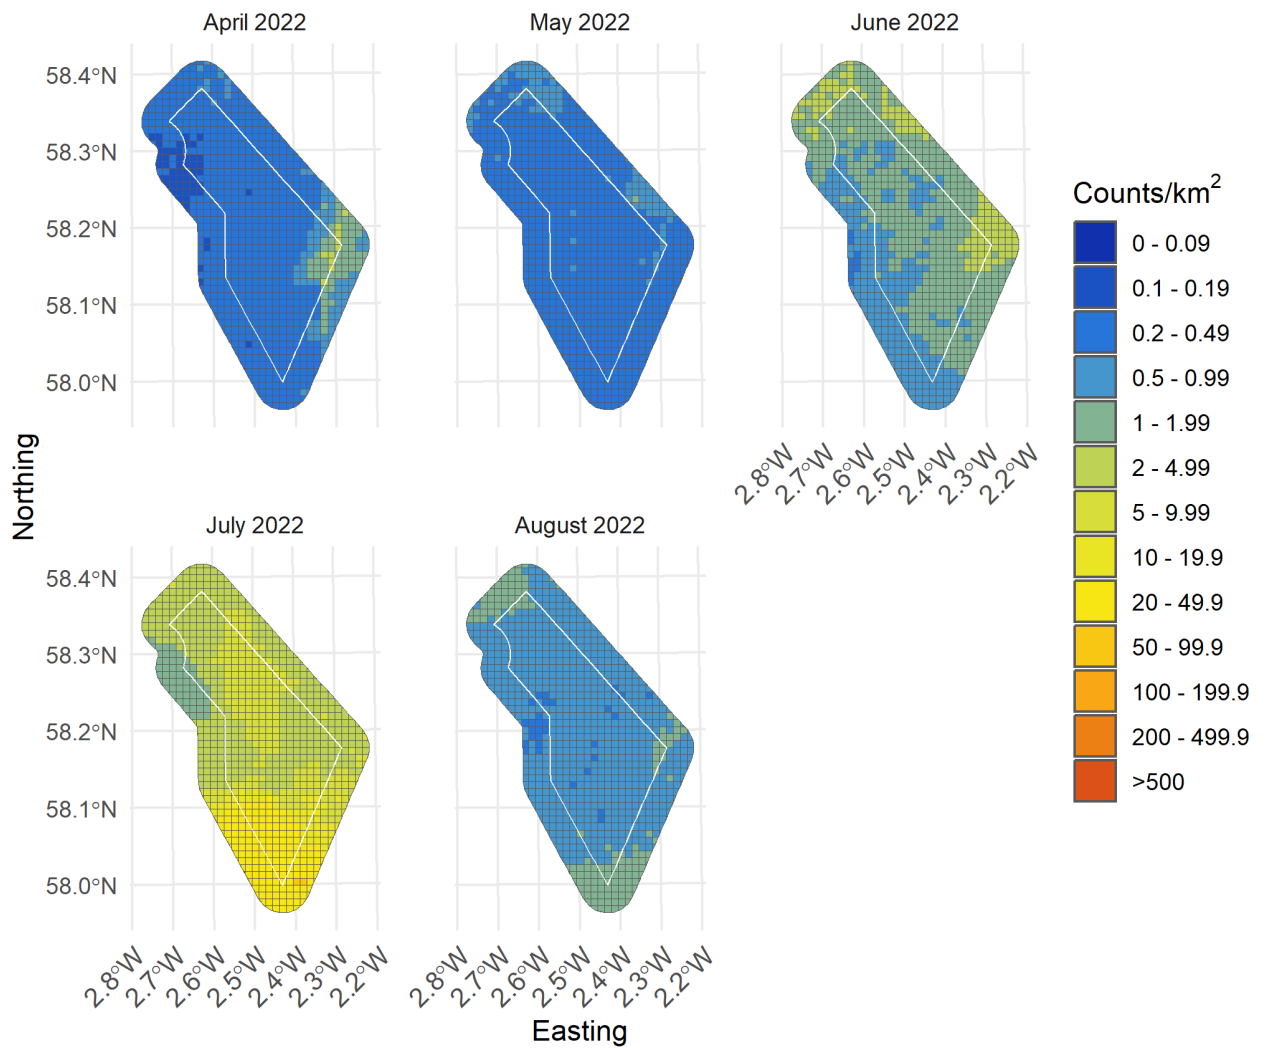 April 2022
May 2022
June 2022
58.4°N
58.3°N
58.2°N
58.1°N
58.0°N
2.8°W
2.7°W
2.6°W
2.5°W
2.4°W
2.3°W
2.2°W
Northing
July 2022
August 2022
58.4°N
58.3°N
58.2°N
58.1°N
58.0°N
2.8°W
2.7°W
2.6°W
2.5°W
2.4°W
2.3°W
2.2°W
2.8°W
2.7°W
2.6°W
2.5°W
2.4°W
2.3°W
2.2°W
Easting
Counts/km²
0 - 0.09
0.1 - 0.19
0.2 - 0.49
0.5 - 0.99
1 - 1.99
2 - 4.99
5 - 9.99
10 - 19.9
20 - 49.9
50 - 99.9
100 - 199.9
200 - 499.9
>500